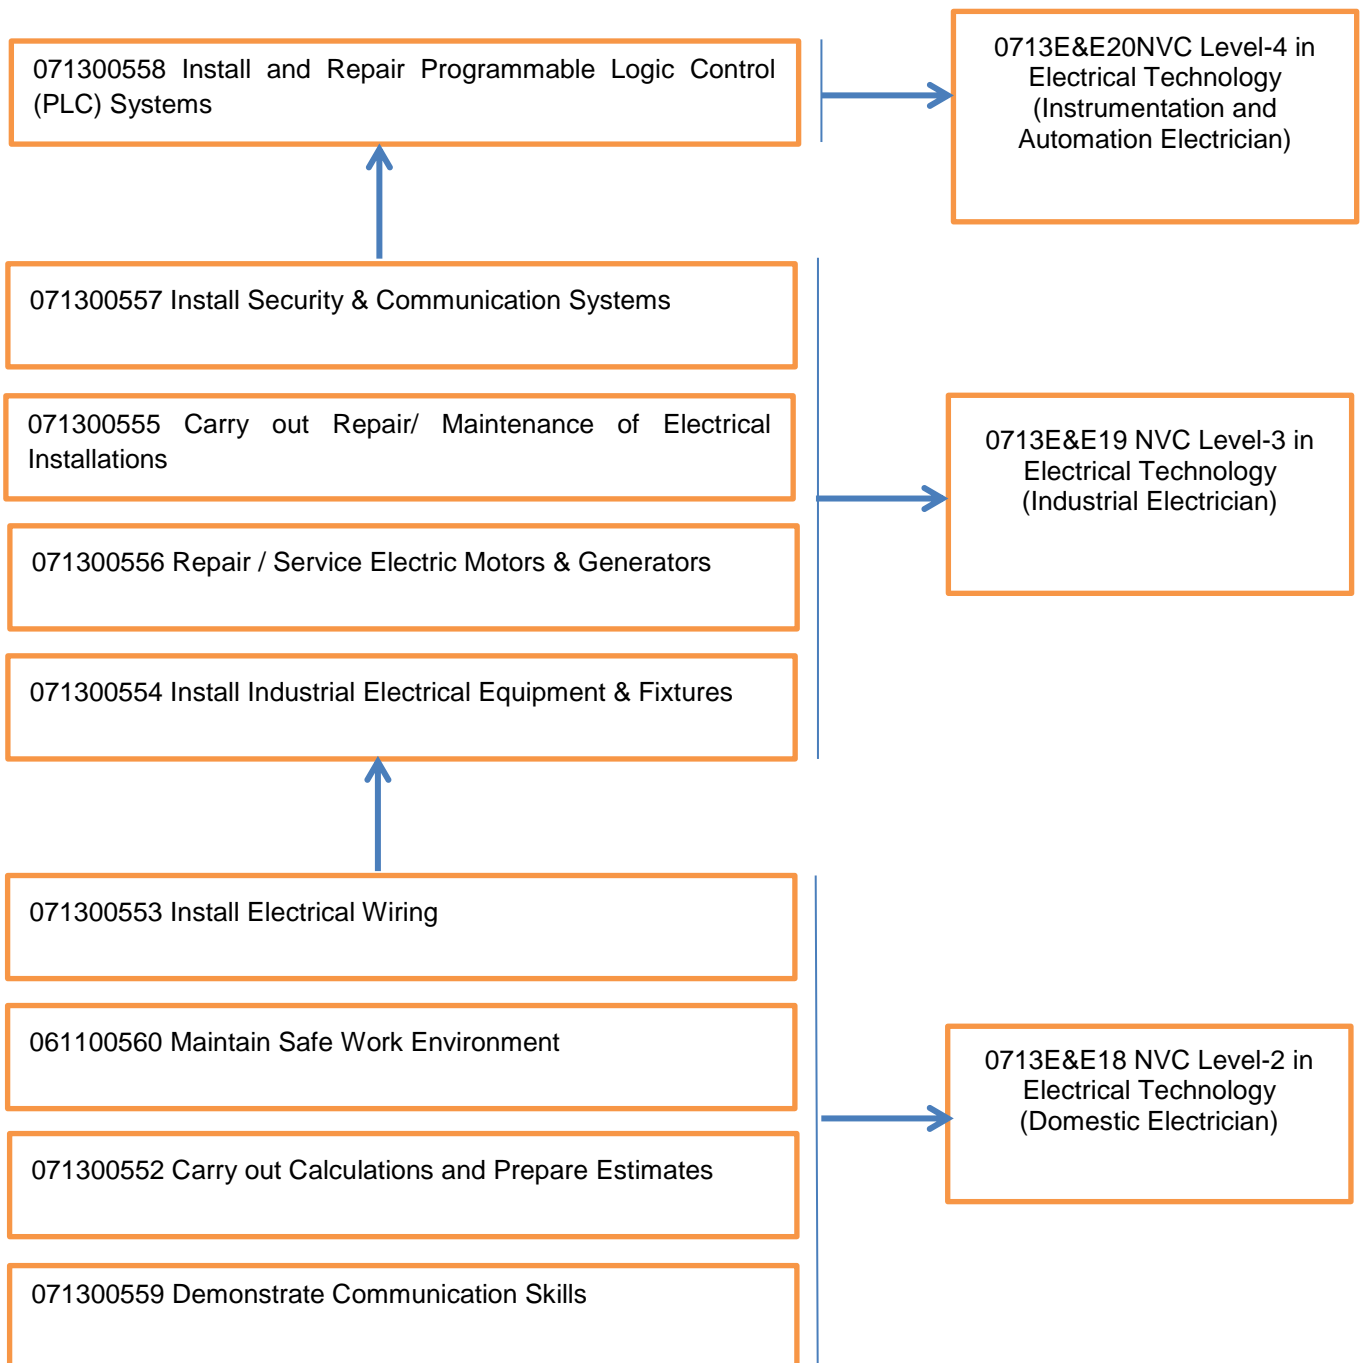 071300558 Install and Repair Programmable Logic Control
(PLC) Systems
0713E&E20NVC Level-4 in
Electrical Technology
(Instrumentation and
Automation Electrician)
071300557 Install Security & Communication Systems
071300555 Carry out Repair/ Maintenance of Electrical
Installations
071300556 Repair / Service Electric Motors & Generators
071300554 Install Industrial Electrical Equipment & Fixtures
0713E&E19 NVC Level-3 in
Electrical Technology
(Industrial Electrician)
071300553 Install Electrical Wiring
061100560 Maintain Safe Work Environment
071300552 Carry out Calculations and Prepare Estimates
071300559 Demonstrate Communication Skills
0713E&E18 NVC Level-2 in
Electrical Technology
(Domestic Electrician)